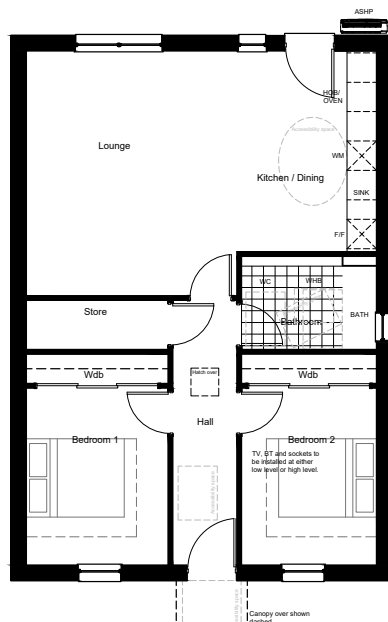 ASHP
HOB/
OVEN
Accessibility space
Lounge
WM
Kitchen / Dining
SINK
F/F
WC
WHB
Store
BATH
Bathroom
Wdb
Hatch over
Wdb
Hall
Bedroom 1
Bedroom 2
TV, BT and sockets to
be installed at either
low level or high level.
Accessibility space
Canopy over shown
dashed